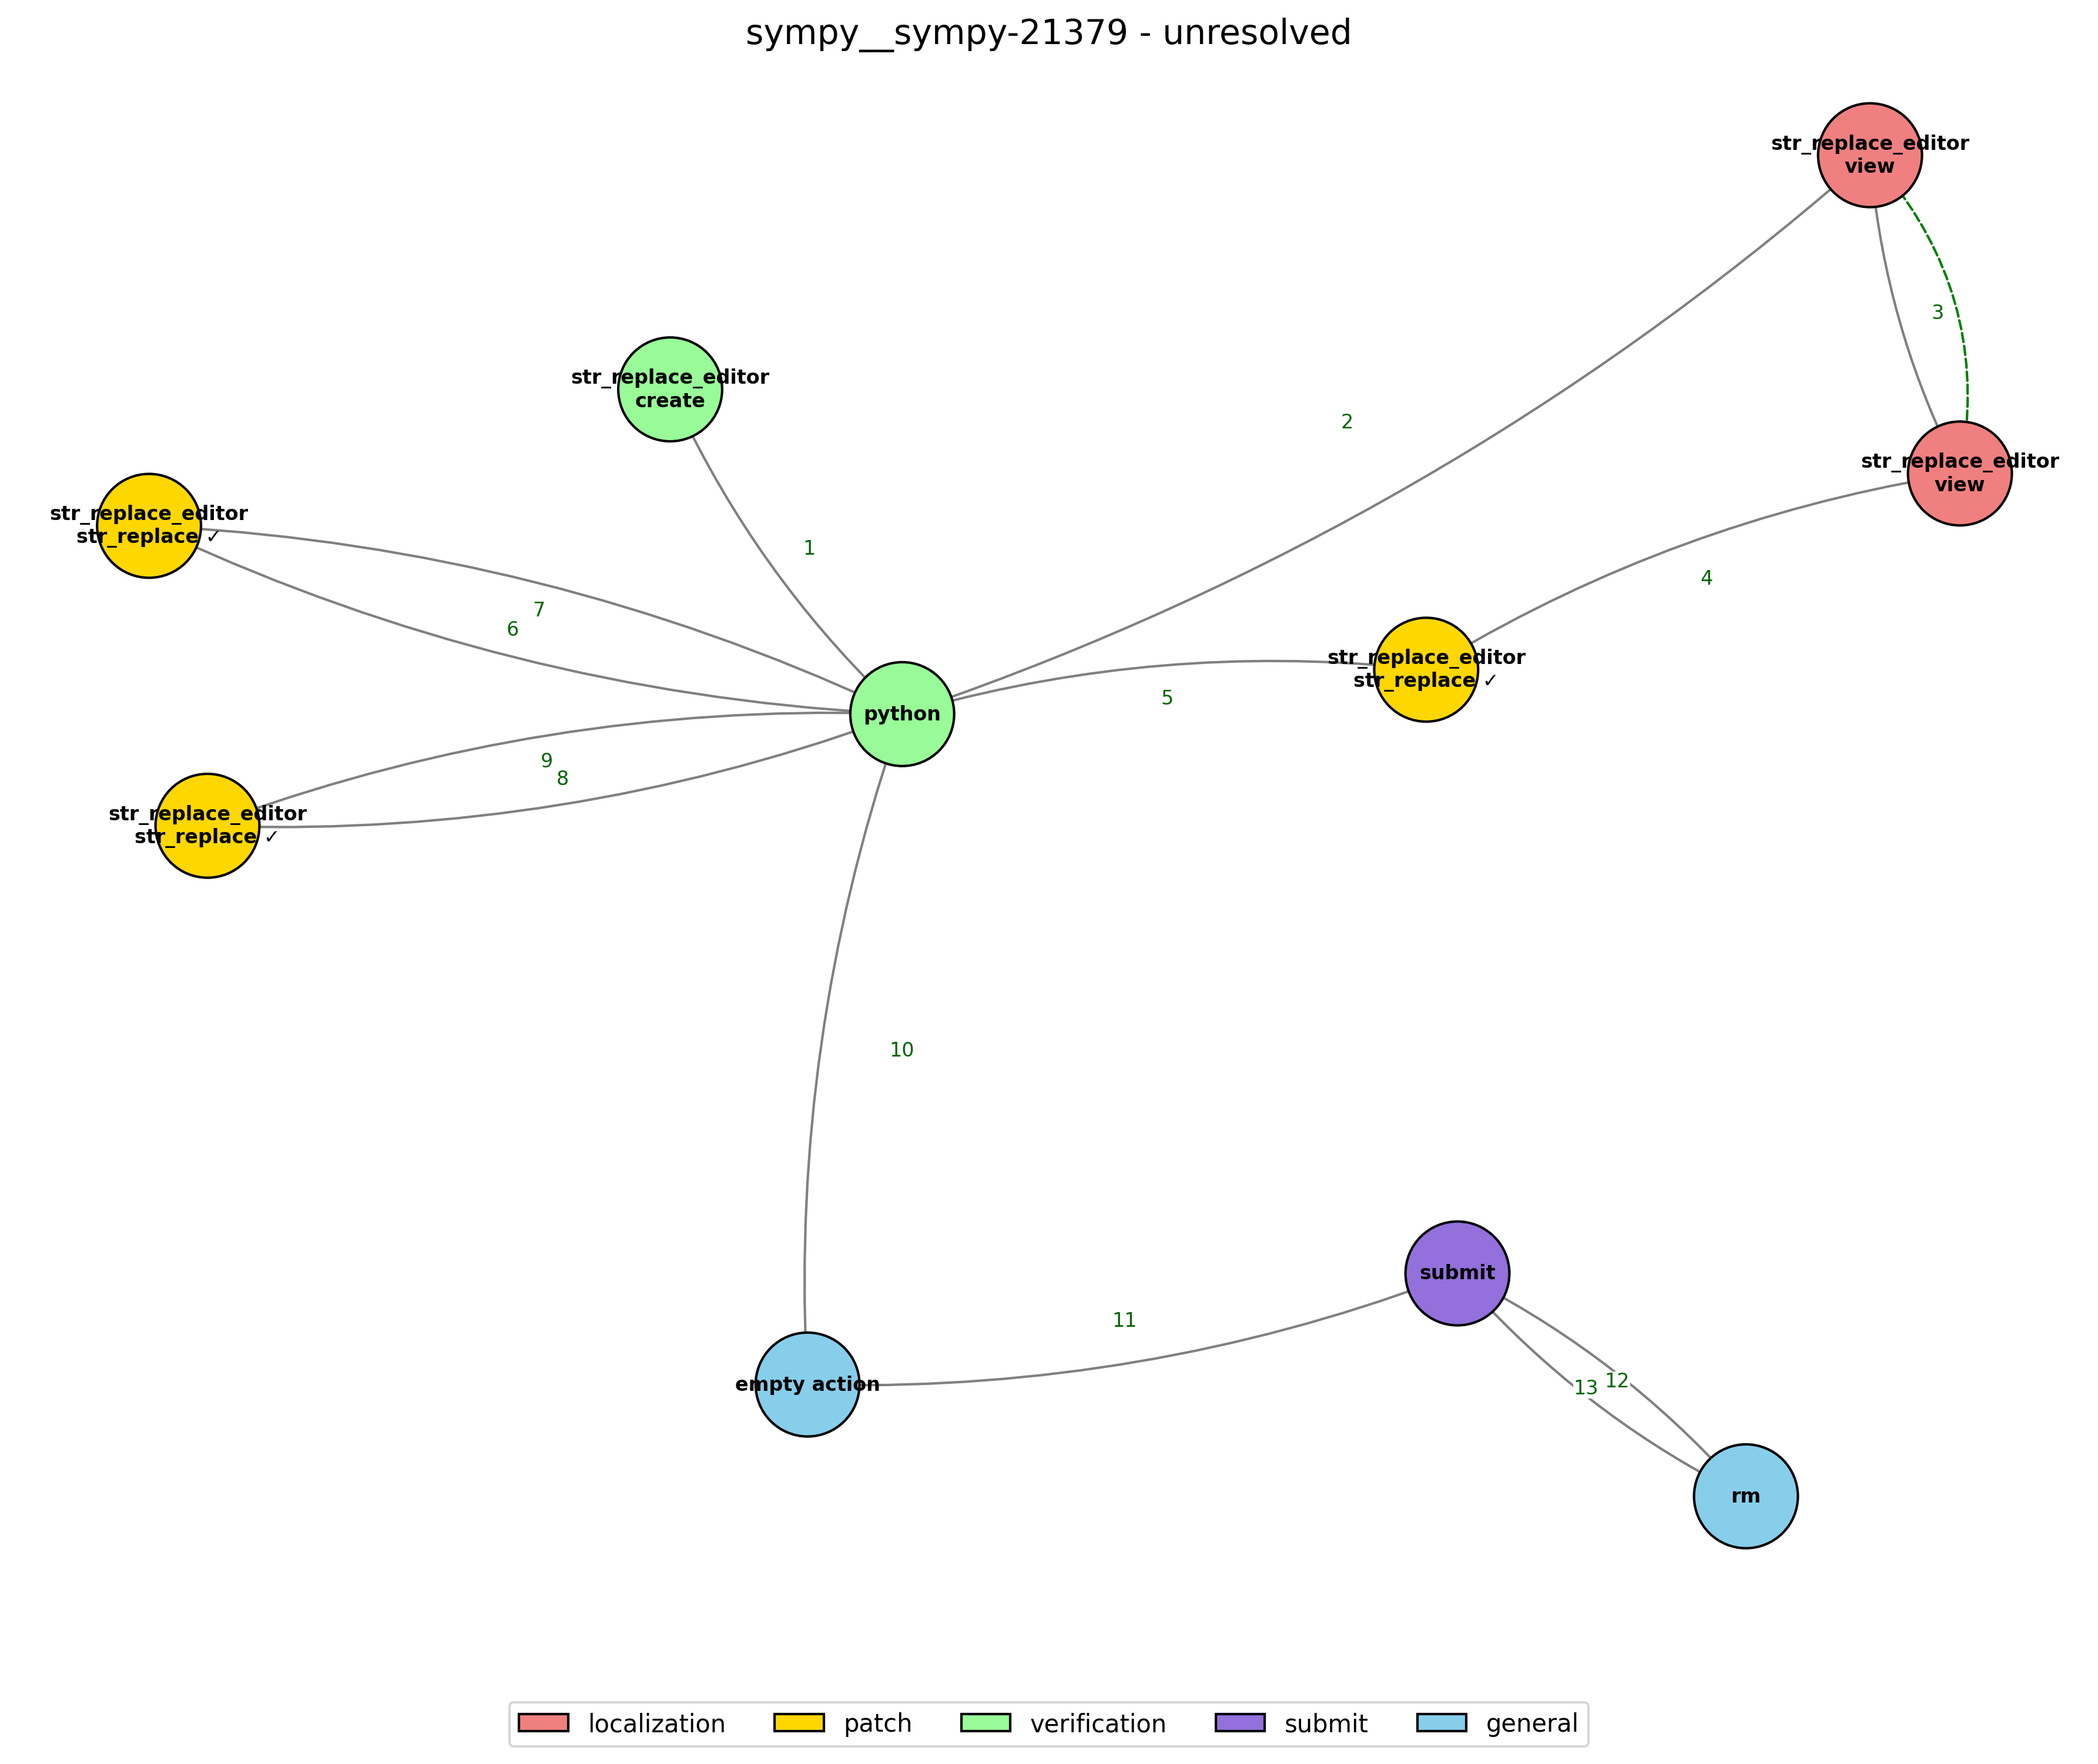 sympy__sympy-21379 - unresolved
str_replace_editor
view
3
2
str_replace_editor
create
1
str_replace_editor
view
4
str_replace_editor
str_replace ✓
7
6
python
5
str_replace_editor
str_replace ✓
9
8
str_replace_editor
str_replace ✓
10
11
submit
empty action
13
12
rm
localization
patch
verification
submit
general